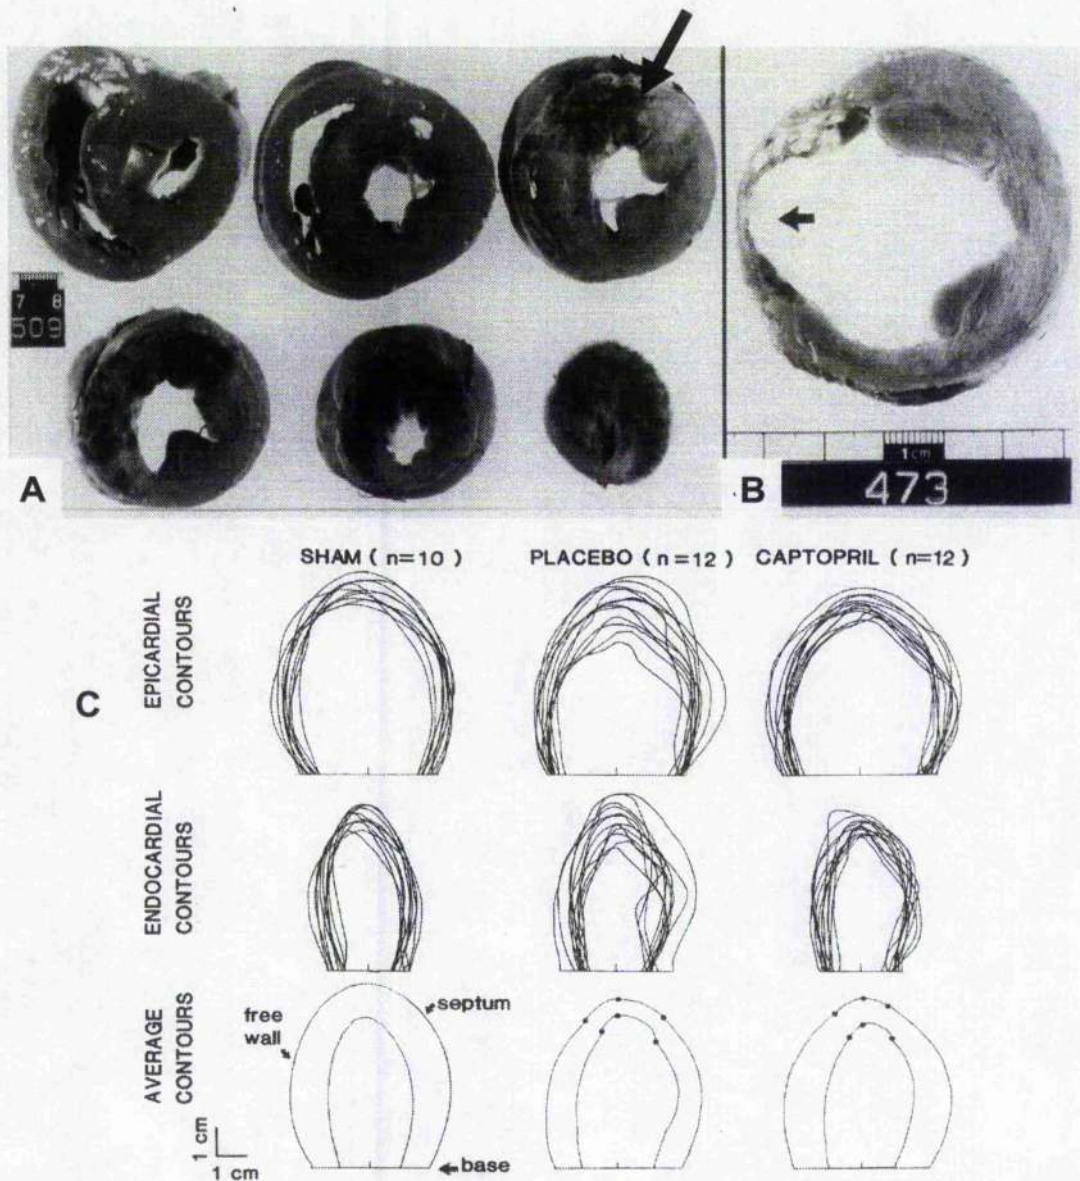 7 8
509
A
1cm
B
473
SHAM ( n=10 )
PLACEBO ( n=12 )
CAPTOPRIL ( n=12 )
EPICARDIAL
CONTOURS
C
ENDOCARDIAL
CONTOURS
AVERAGE
CONTOURS
free
wall
septum
base
1 cm
1 cm